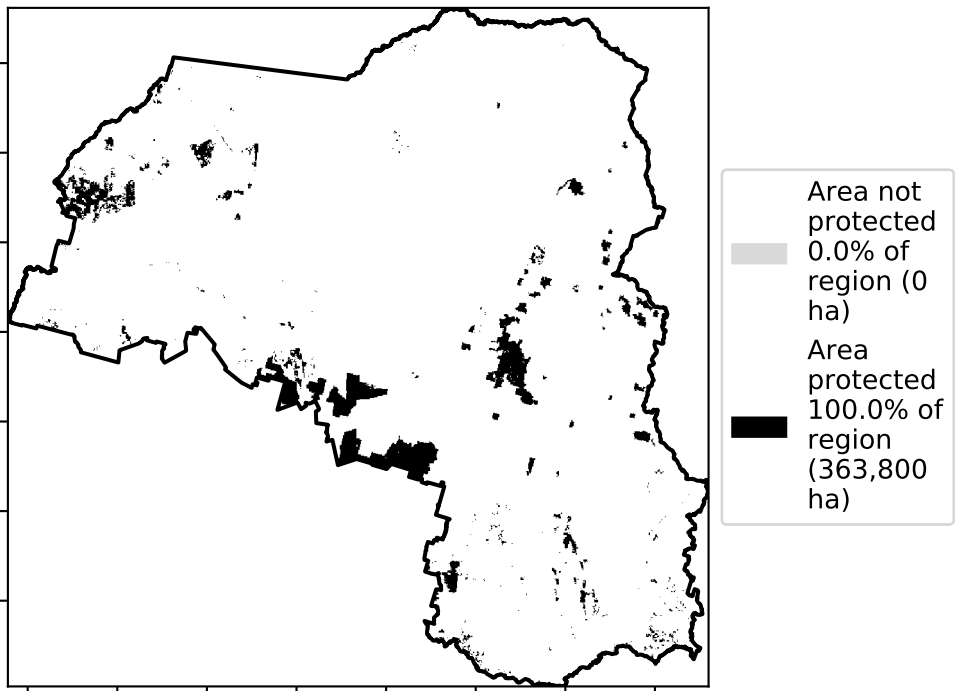 Area not
protected
0.0% of
region (0
ha)
Area
protected
100.0% of
region
(363,800
ha)